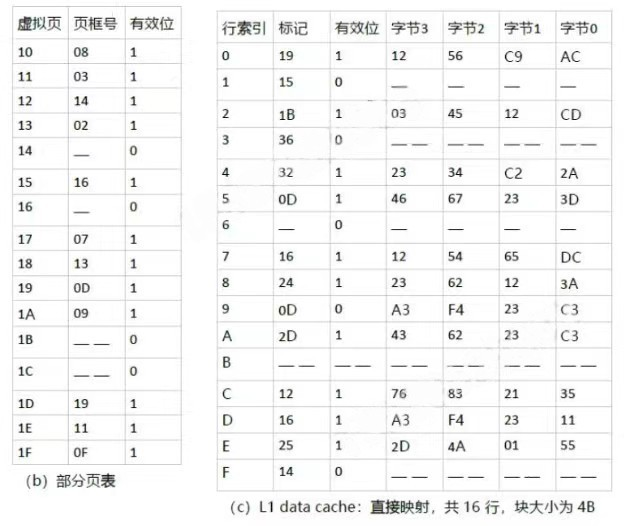 虚拟页 页框号 有效位
10 08 1
11 03 1
12 14 1
13 02 1
14 — 0
15 16 1
16 — 0
17 07 1
18 13 1
19 0D 1
1A 09 1
1B — — 0
1C — — 0
1D 19 1
1E 11 1
1F 0F 1
(b) 部分页表
行索引 标记 有效位 字节3 字节2 字节1 字节0
0 19 1 12 56 C9 AC
1 15 0 — — — —
2 1B 1 03 45 12 CD
3 36 0 — — — — — — — —
4 32 1 23 34 C2 2A
5 0D 1 46 67 23 3D
6 — 0 — — — —
7 16 1 12 54 65 DC
8 24 1 23 62 12 3A
9 0D 0 A3 F4 23 C3
A 2D 1 43 62 23 C3
B — — — — — — — — — — — —
C 12 1 76 83 21 35
D 16 1 A3 F4 23 11
E 25 1 2D 4A 01 55
F 14 0 — — — — — — — —
(c) L1 data cache：直接映射，共 16 行，块大小为 4B